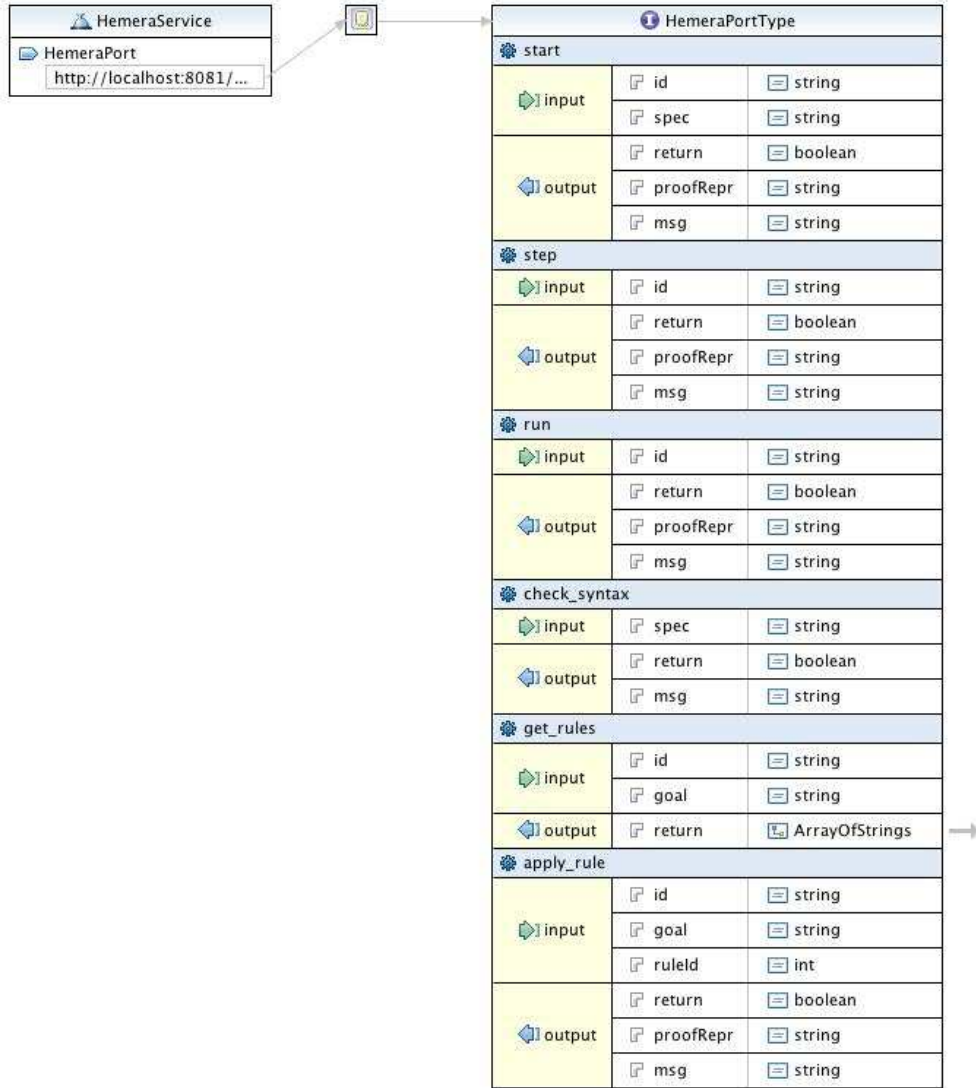 HemeraService
HemeraPort
http://localhost:8081/...
HemeraPortType
start
input
id string
spec string
output
return boolean
proofRepr string
msg string
step
input
id string
output
return boolean
proofRepr string
msg string
run
input
id string
output
return boolean
proofRepr string
msg string
check_syntax
input
spec string
output
return boolean
msg string
get_rules
input
id string
goal string
output
return ArrayOfStrings
apply_rule
input
id string
goal string
ruleId int
output
return boolean
proofRepr string
msg string